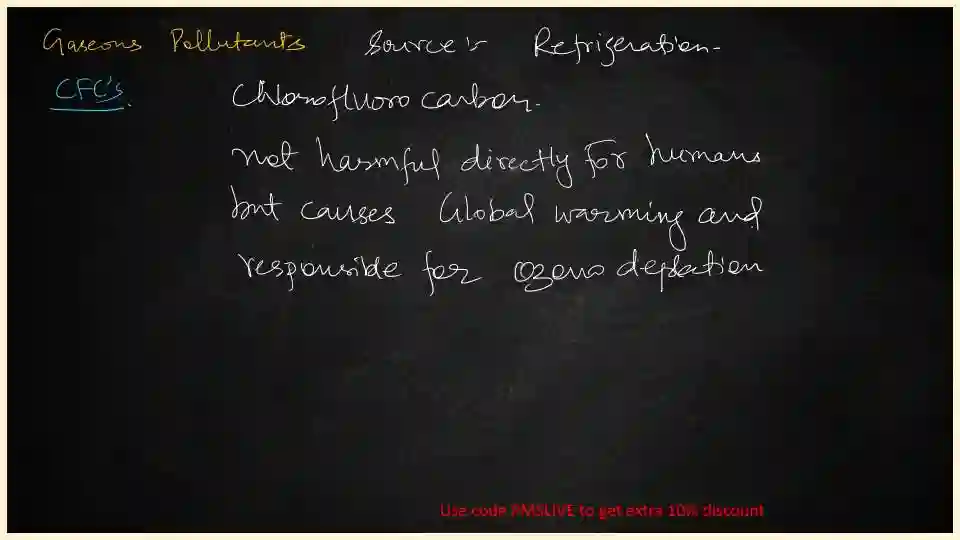 Gaseous Pollutants Source:- Refrigeration-
CFC's. Chlorofluoro carbon.
not harmful directly for humans
but causes Global warming and
responsible for ozone depletion
Use code AMSLIVE to get extra 10% discount